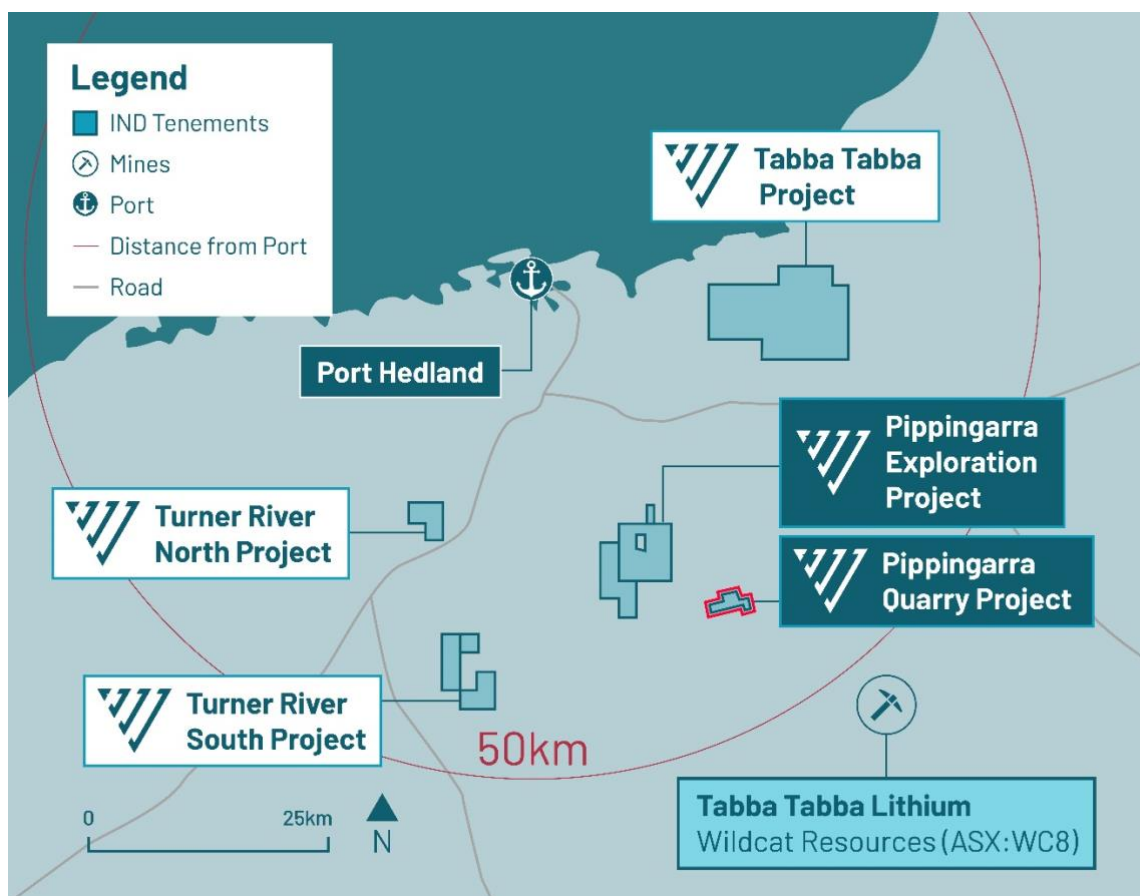 Legend
IND Tenements
Mines
Port
Distance from Port
Road
Tabba Tabba
Project
Port Hedland
Pippingarra
Exploration
Project
Turner River
North Project
Pippingarra
Quarry Project
Turner River
South Project
50km
0 25km
N
Tabba Tabba Lithium
Wildcat Resources (ASX:WC8)